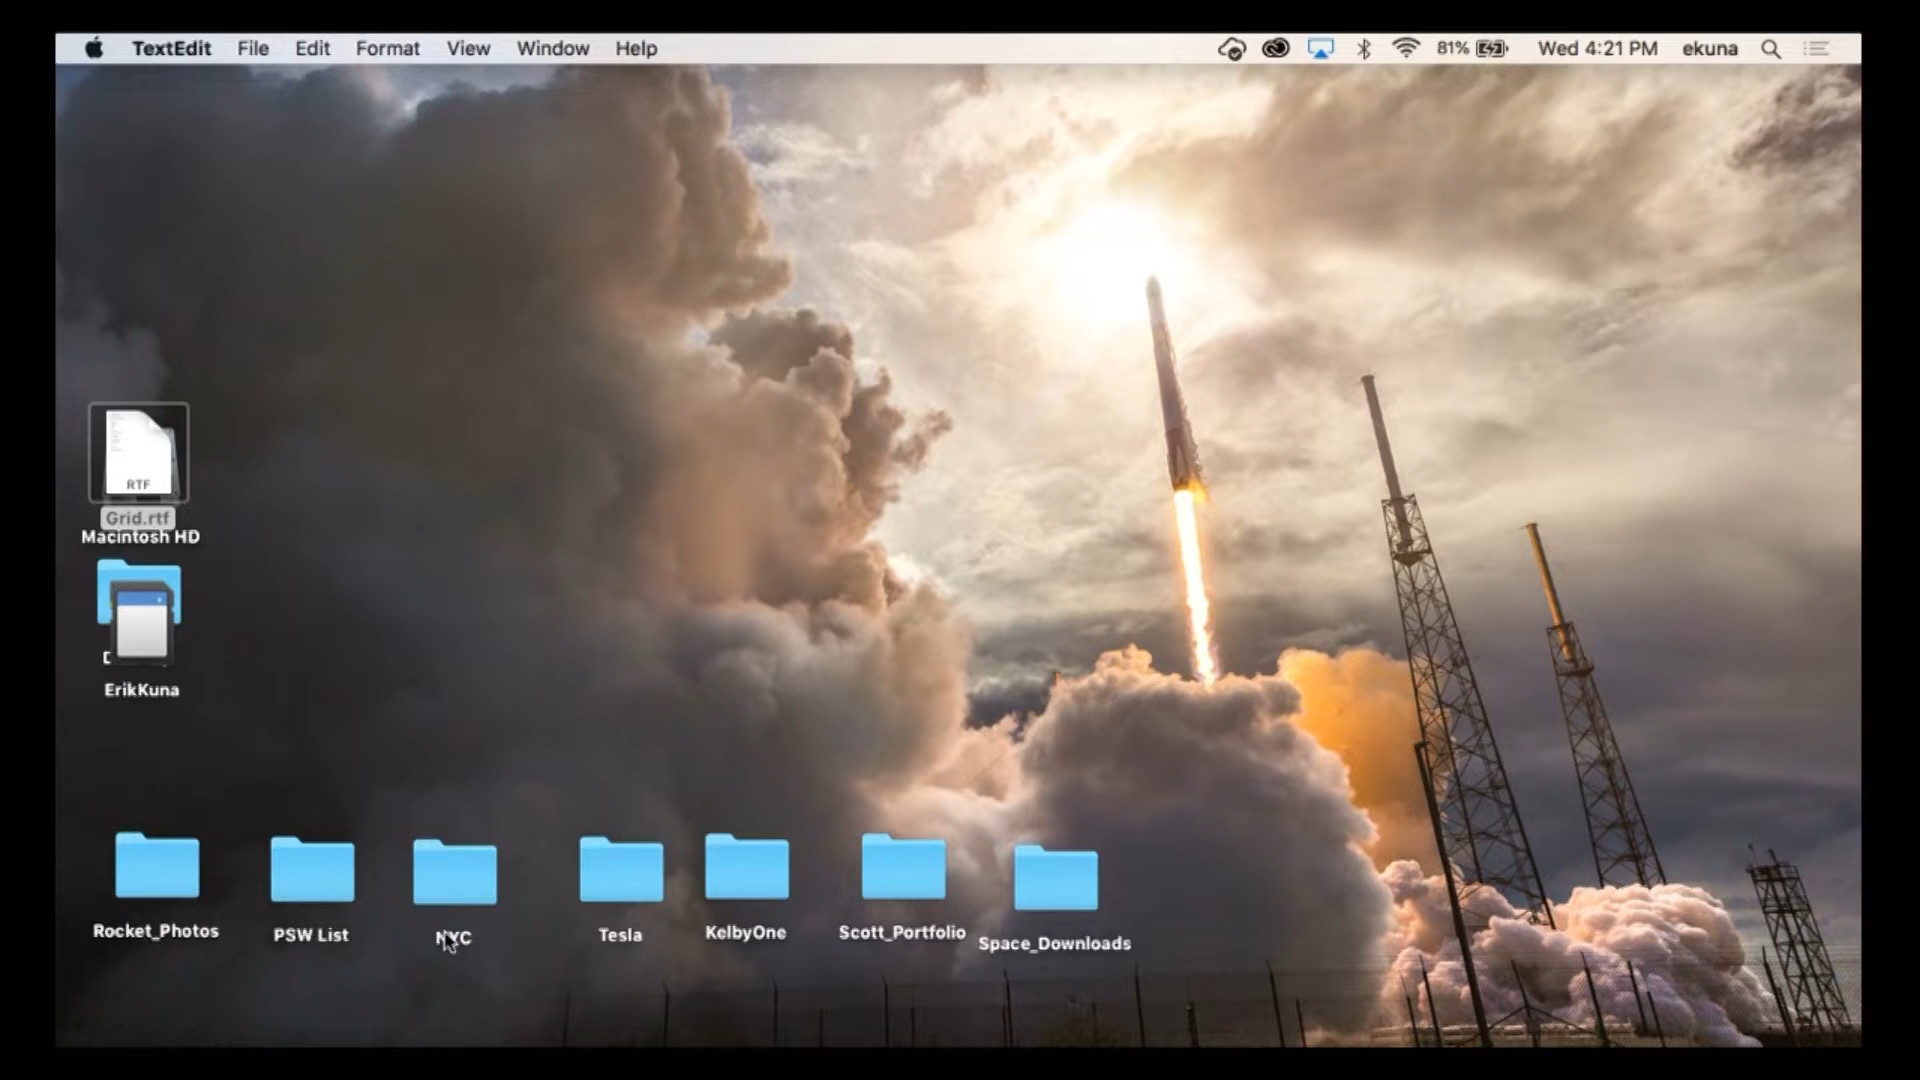 TextEdit File Edit Format View Window Help 81% Wed 4:21 PM ekuna
RTF
Grid.rtf
Macintosh HD
ErikKuna
Rocket_Photos PSW List NYC Tesla KelbyOne Scott_Portfolio Space_Downloads